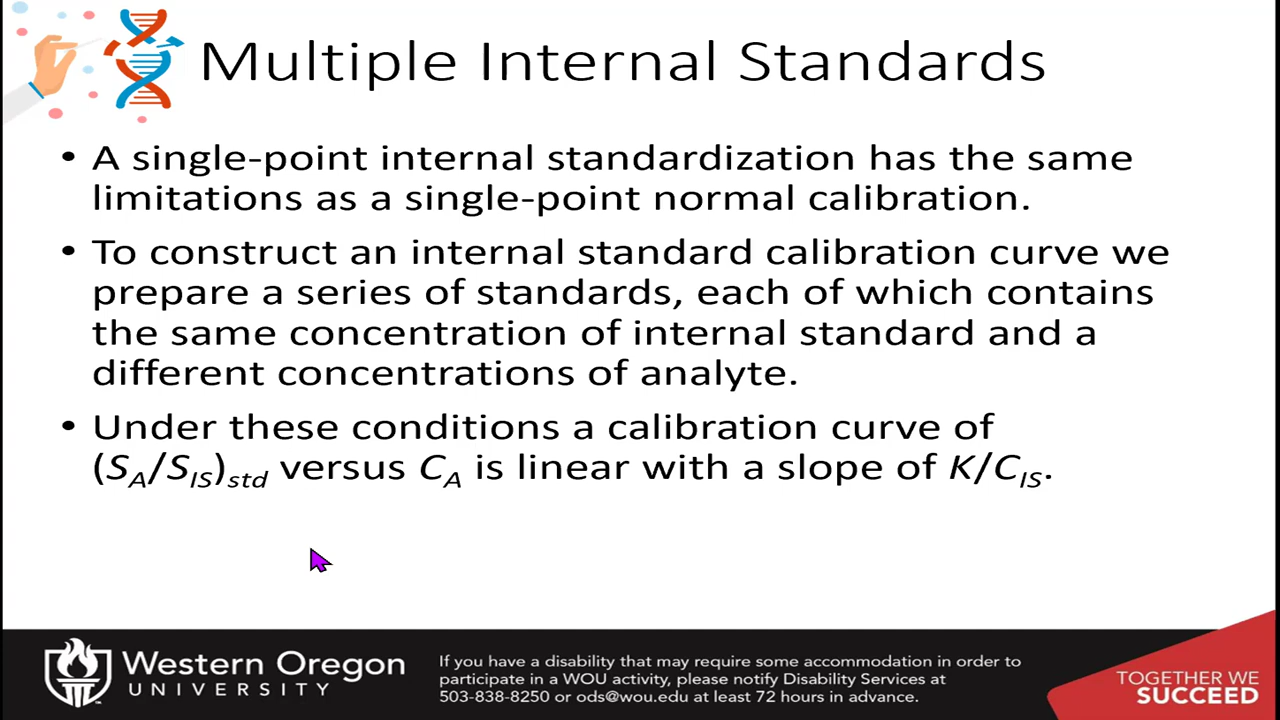 Multiple Internal Standards
• A single-point internal standardization has the same
limitations as a single-point normal calibration.
• To construct an internal standard calibration curve we
prepare a series of standards, each of which contains
the same concentration of internal standard and a
different concentrations of analyte.
• Under these conditions a calibration curve of
(S_A/S_IS)_std versus C_A is linear with a slope of K/C_IS.
Western Oregon
UNIVERSITY
If you have a disability that may require some accommodation in order to
participate in a WOU activity, please notify Disability Services at
503-838-8250 or ods@wou.edu at least 72 hours in advance.
TOGETHER WE
SUCCEED